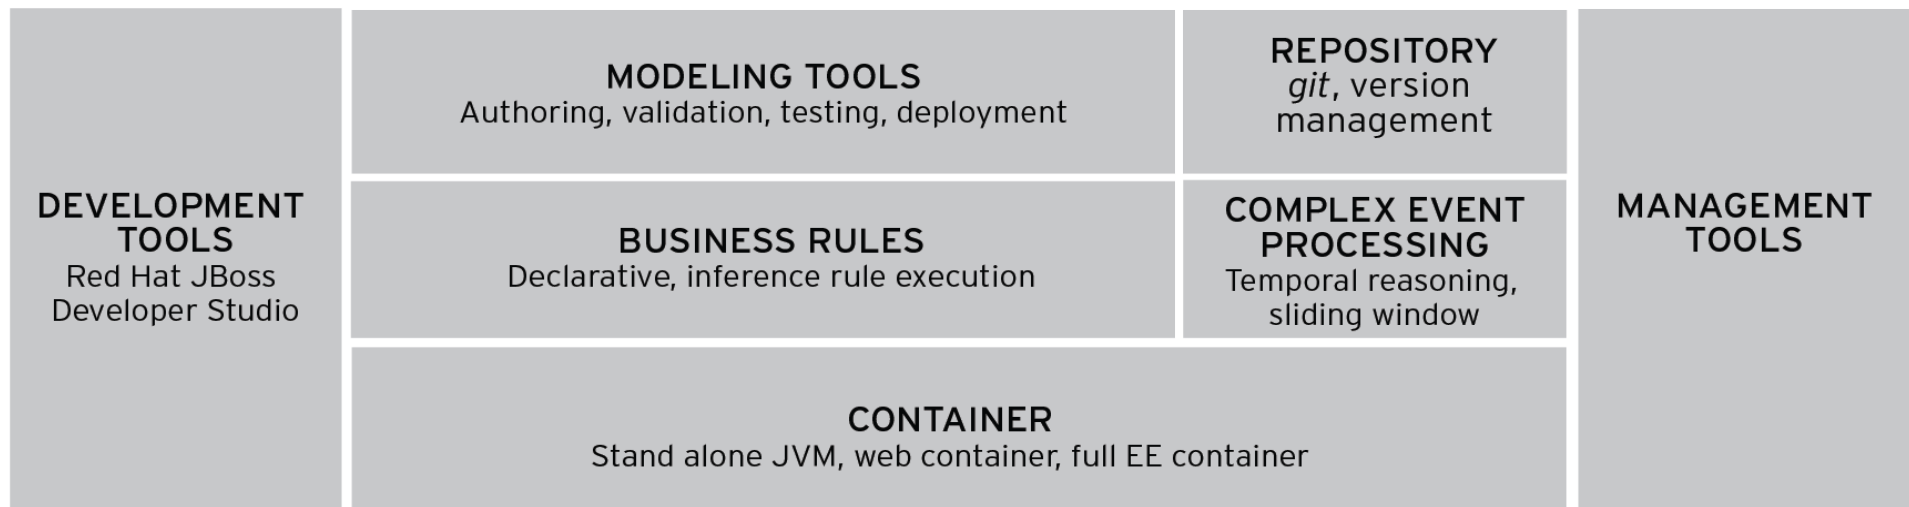 DEVELOPMENT
TOOLS
Red Hat JBoss
Developer Studio
MODELING TOOLS
Authoring, validation, testing, deployment
REPOSITORY
git, version
management
BUSINESS RULES
Declarative, inference rule execution
COMPLEX EVENT
PROCESSING
Temporal reasoning,
sliding window
CONTAINER
Stand alone JVM, web container, full EE container
MANAGEMENT
TOOLS